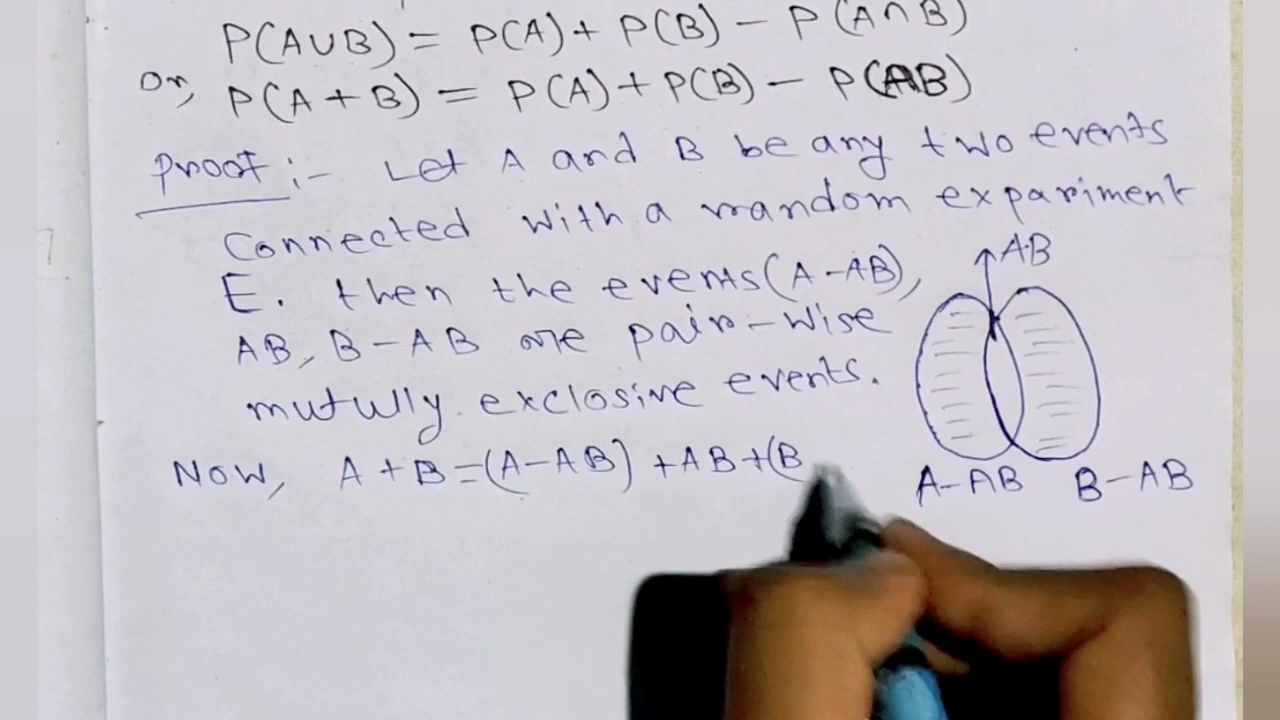 P(A∪B) = P(A) + P(B) − P(A∩B)
Or, P(A + B) = P(A) + P(B) − P(AB)
Proof :- Let A and B be any two events
Connected with a random expariment
E. then the events (A-AB),
AB, B-AB are pair-wise
mutully exclosive events.
Now, A + B = (A-AB) + AB + (B
A·B
A-AB B-AB